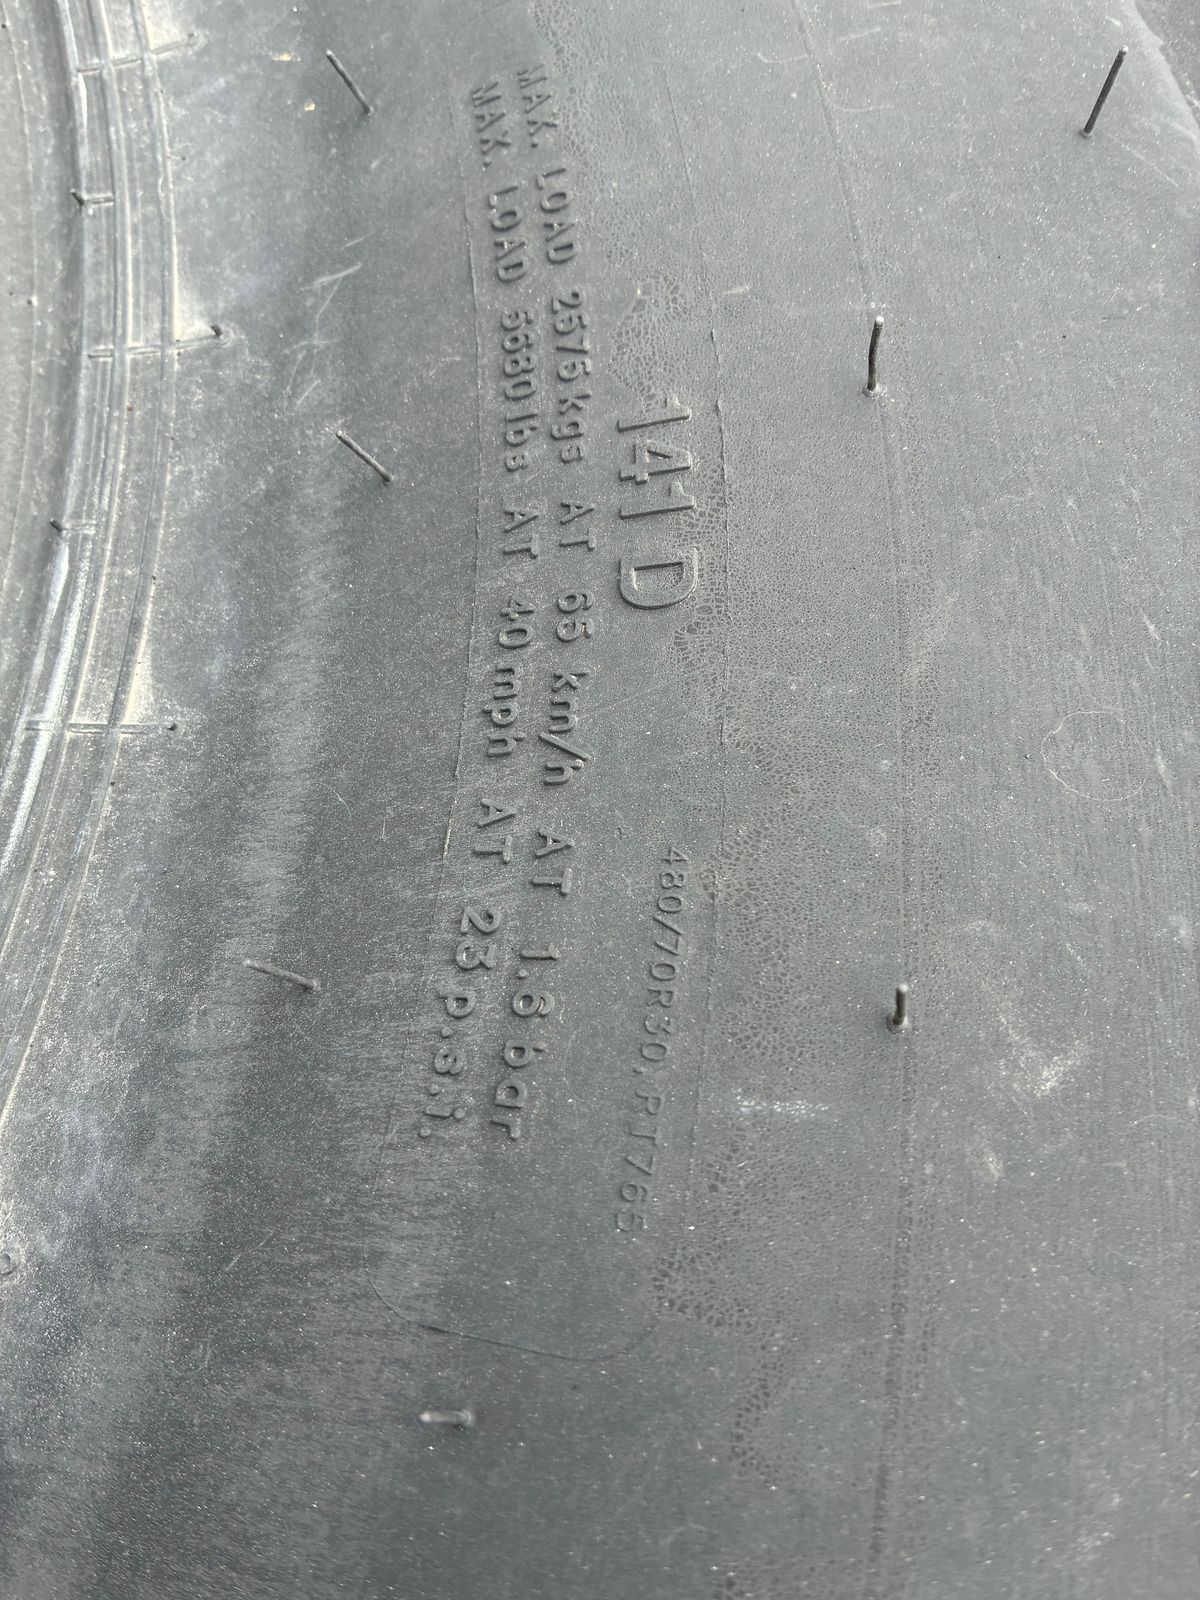 141 D
480/70R30.PT765
MAX. LOAD 2575 kgs AT 65 km/h AT 1.6 bar
MAX. LOAD 5680 lbs AT 40 mph AT 23 p.s.i.